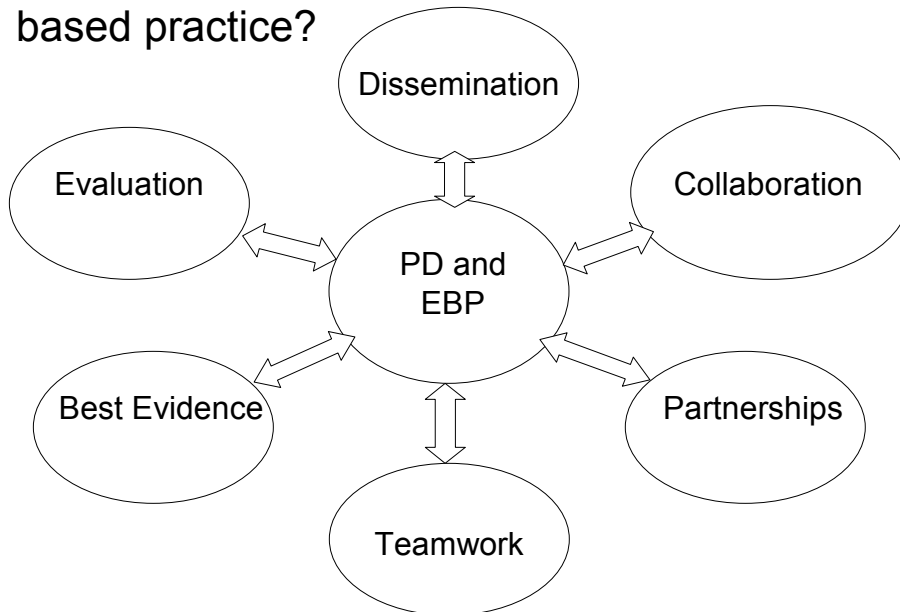 based practice?
Dissemination
Evaluation
Collaboration
PD and
EBP
Best Evidence
Partnerships
Teamwork